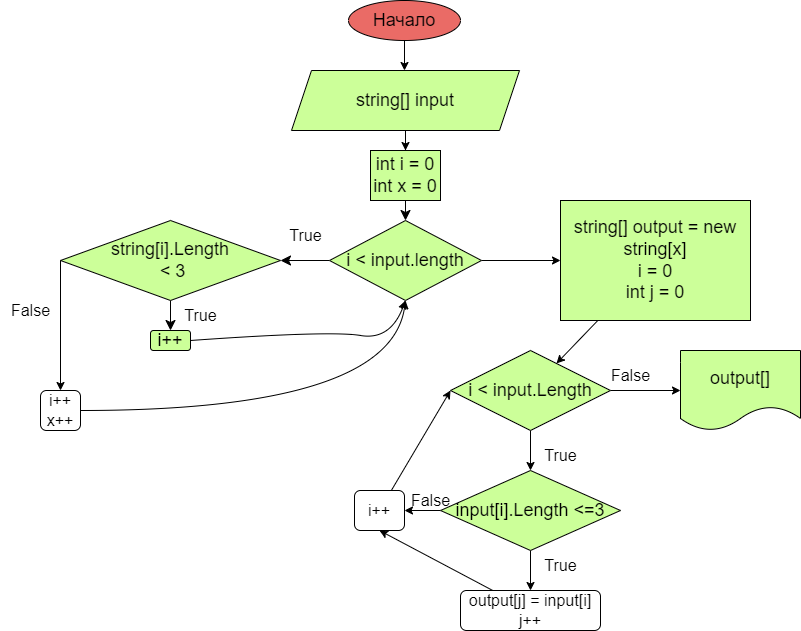 Начало
string[] input
int i = 0
int x = 0
True
string[i].Length
< 3
i < input.length
string[] output = new
string[x]
i = 0
int j = 0
False
True
i++
i++
x++
i < input.Length
False
output[]
True
i++
False
input[i].Length <=3
True
output[j] = input[i]
j++